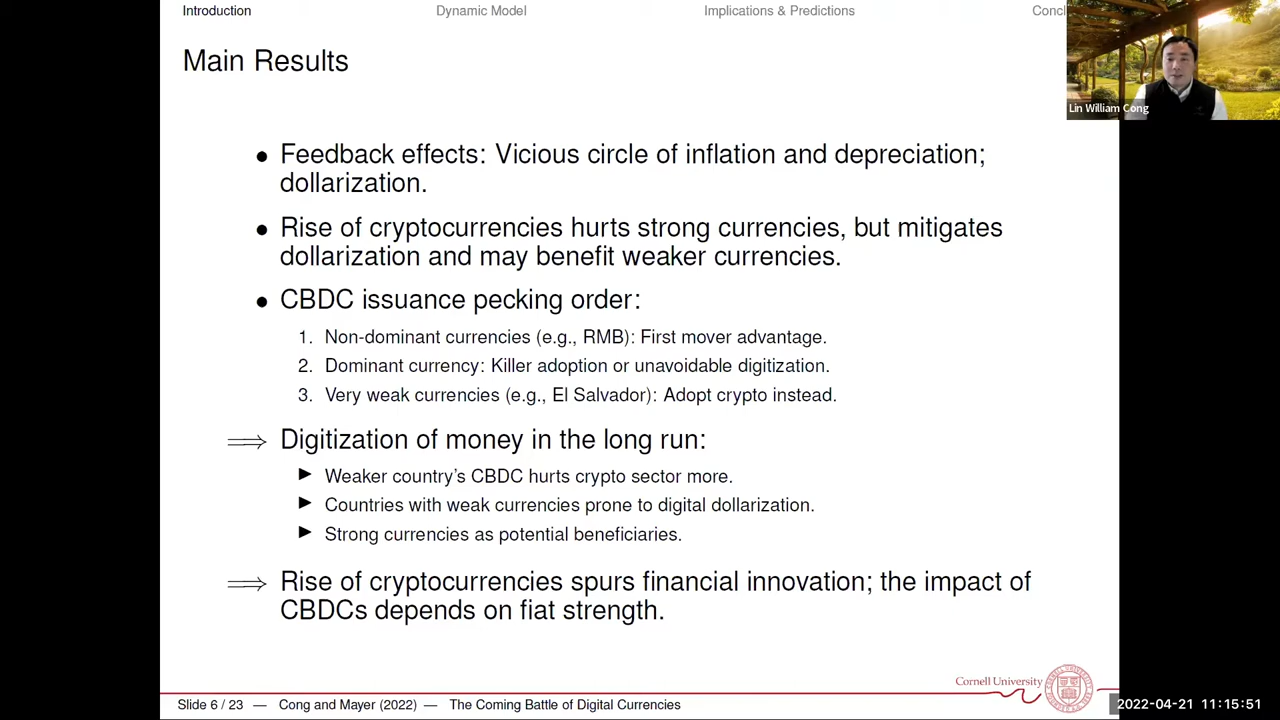 Introduction Dynamic Model Implications & Predictions Concl
Main Results
Lin William Cong
• Feedback effects: Vicious circle of inflation and depreciation;
dollarization.
• Rise of cryptocurrencies hurts strong currencies, but mitigates
dollarization and may benefit weaker currencies.
• CBDC issuance pecking order:
1. Non-dominant currencies (e.g., RMB): First mover advantage.
2. Dominant currency: Killer adoption or unavoidable digitization.
3. Very weak currencies (e.g., El Salvador): Adopt crypto instead.
⟹ Digitization of money in the long run:
▶ Weaker country's CBDC hurts crypto sector more.
▶ Countries with weak currencies prone to digital dollarization.
▶ Strong currencies as potential beneficiaries.
⟹ Rise of cryptocurrencies spurs financial innovation; the impact of
CBDCs depends on fiat strength.
Cornell University
Slide 6 / 23 — Cong and Mayer (2022) — The Coming Battle of Digital Currencies
2022-04-21 11:15:51